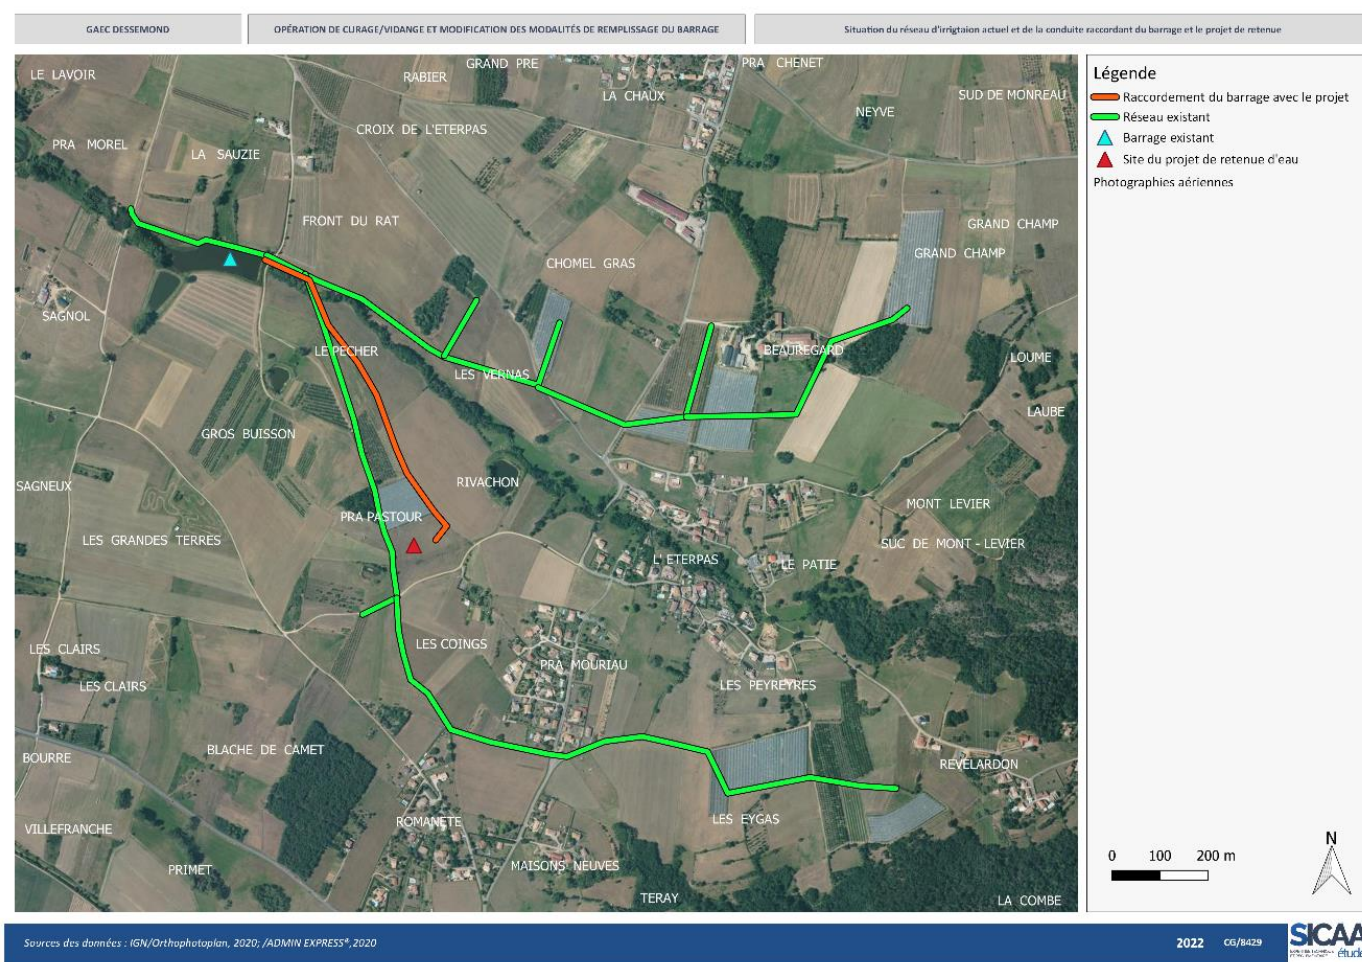 GAEC DESSEMOND
OPÉRATION DE CURAGE/VIDANGE ET MODIFICATION DES MODALITÉS DE REMPLISSAGE DU BARRAGE
Situation du réseau d'irrigtaion actuel et de la conduite raccordant du barrage et le projet de retenue
LE LAVOIR
RABIER
GRAND PRE
LA CHAUX
PRA CHENET
NEYVE
SUD DE MONREAU
PRA MOREL
LA SAUZIE
CROIX DE L'ETERPAS
FRONT DU RAT
CHOMEL GRAS
GRAND CHAMP
GRAND CHAMP
SAGNOL
LE PECHER
LES VERNAS
BEAUREGARD
LOUME
LAUBE
GROS BUISSON
SAGNEUX
RIVACHON
MONT LEVIER
PRA PASTOUR
LES GRANDES TERRES
L'ETERPAS
LE PATIE
SUC DE MONT - LEVIER
LES CLAIRS
LES COINGS
PRA MOURIAU
LES CLAIRS
LES PEYREYRES
BOURRE
BLACHE DE CAMET
REVELARDON
VILLEFRANCHE
ROMANETE
LES EYGAS
PRIMET
MAISONS NEUVES
TERAY
LA COMBE
Légende
Raccordement du barrage avec le projet
Réseau existant
Barrage existant
Site du projet de retenue d'eau
Photographies aériennes
N
0 100 200 m
Sources des données : IGN/Orthophotoplan, 2020; /ADMIN EXPRESS®,2020
2022 CG/8429
SICAA
étude